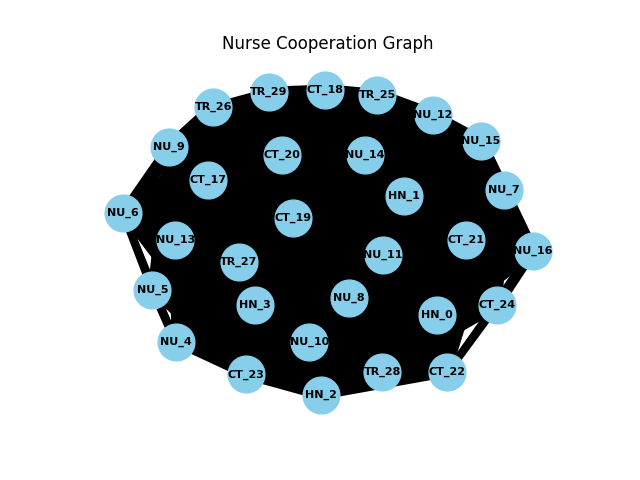 Nurse Cooperation Graph
CT_18
TR_29
TR_25
TR_26
NU_12
NU_15
NU_9
CT_20
NU_14
CT_17
NU_7
HN_1
NU_6
CT_19
NU_13
CT_21
NU_16
NU_11
TR_27
NU_5
NU_8
HN_3
CT_24
HN_0
NU_4
NU_10
CT_23
TR_28
CT_22
HN_2